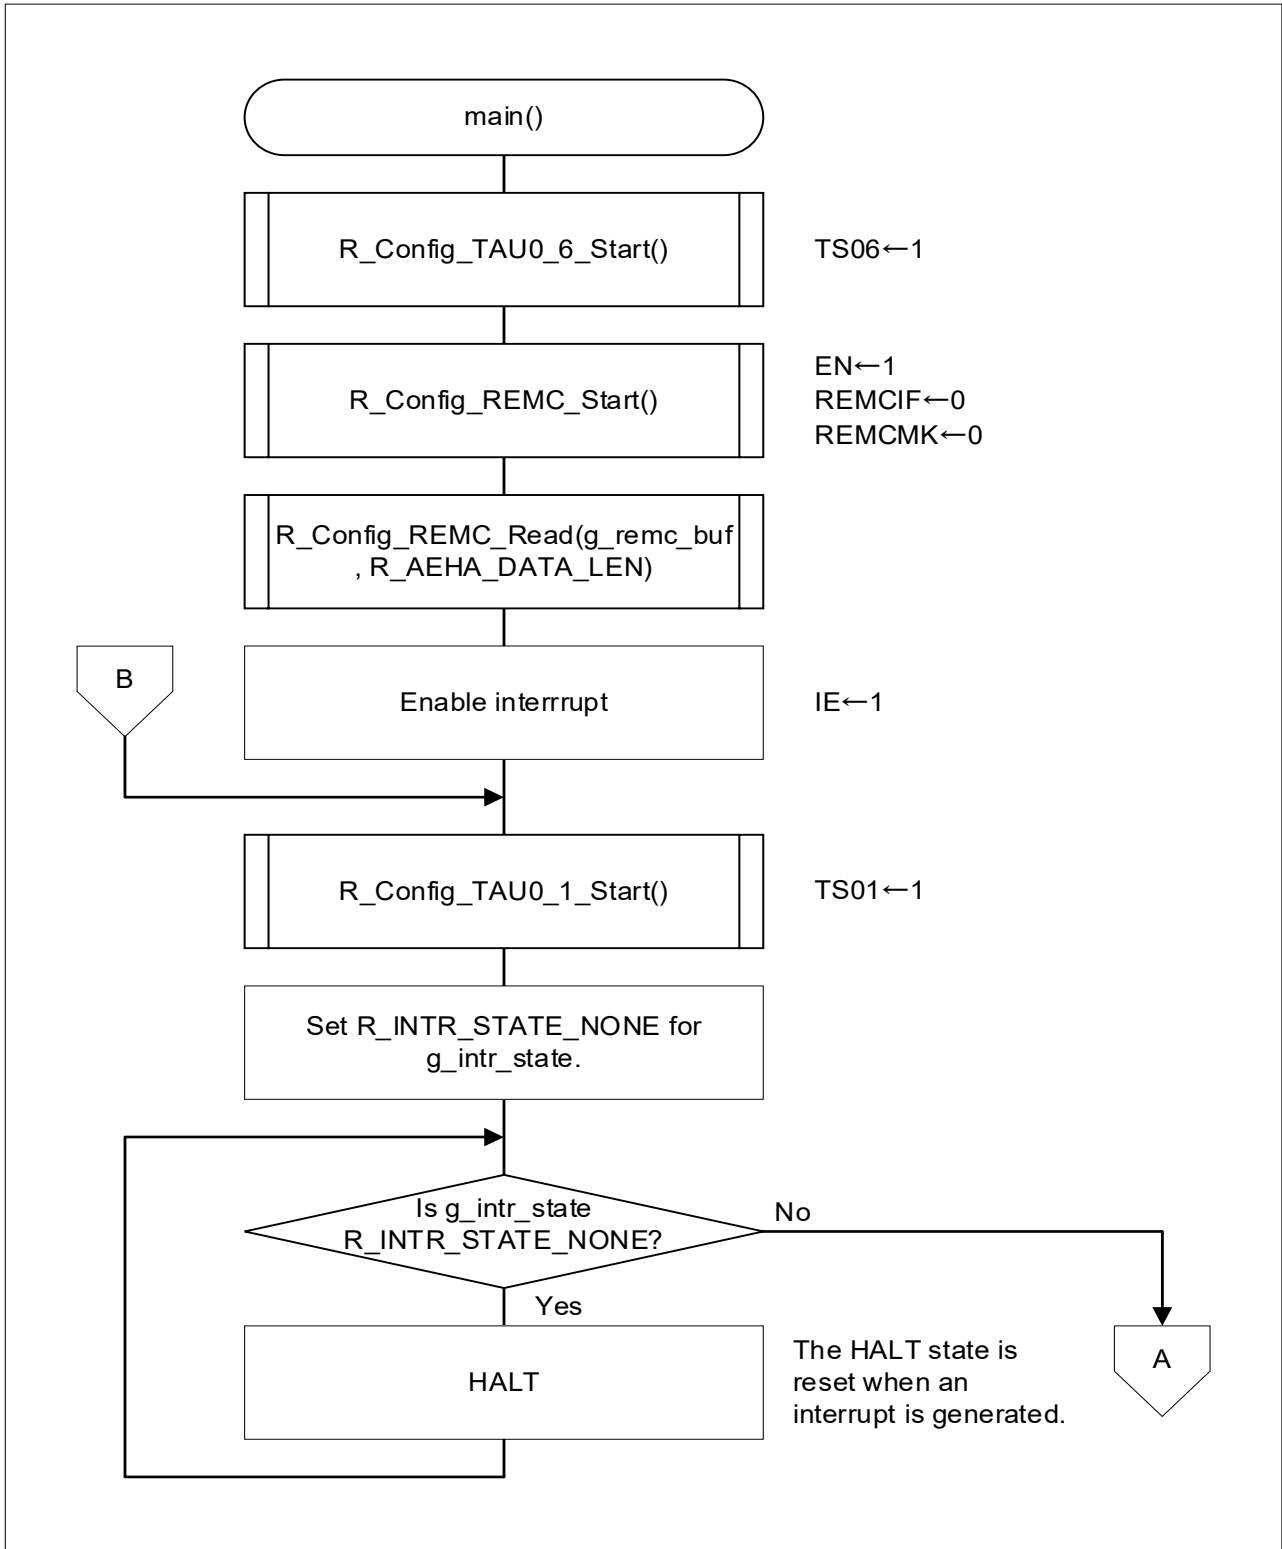 main()
R_Config_TAU0_6_Start()
TS06←1
R_Config_REMC_Start()
EN←1
REMCIF←0
REMCMK←0
R_Config_REMC_Read(g_remc_buf
, R_AEHA_DATA_LEN)
B
Enable interrrupt
IE←1
R_Config_TAU0_1_Start()
TS01←1
Set R_INTR_STATE_NONE for
g_intr_state.
Is g_intr_state
R_INTR_STATE_NONE?
No
Yes
HALT
The HALT state is
reset when an
interrupt is generated.
A